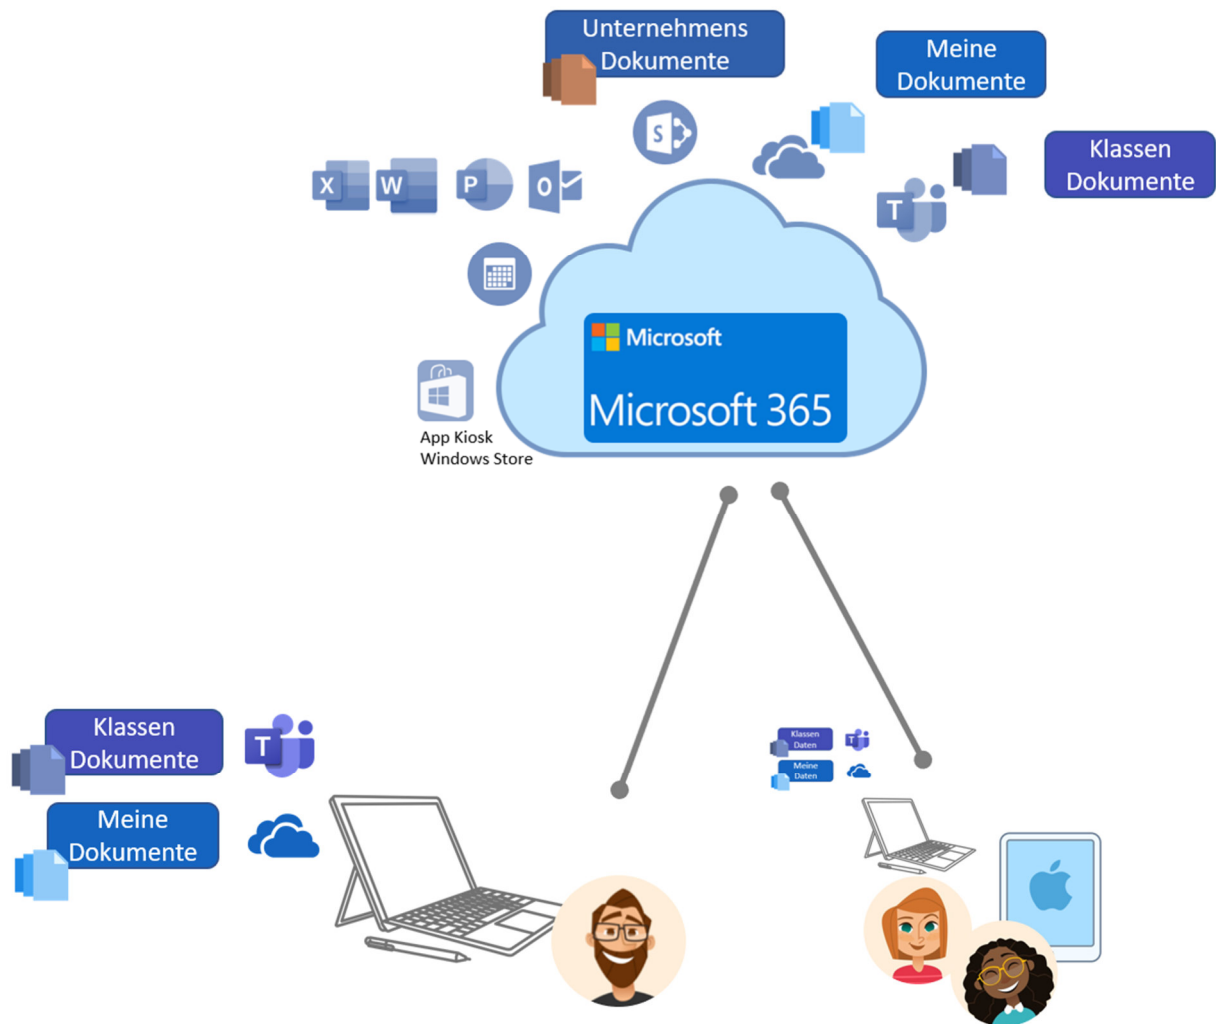 Unternehmens
Dokumente
Meine
Dokumente
Klassen
Dokumente
S
X
W
P
O
T
Microsoft
Microsoft 365
App Kiosk
Windows Store
Klassen
Dokumente
T
Meine
Dokumente
Klassen
Daten
T
Meine
Daten